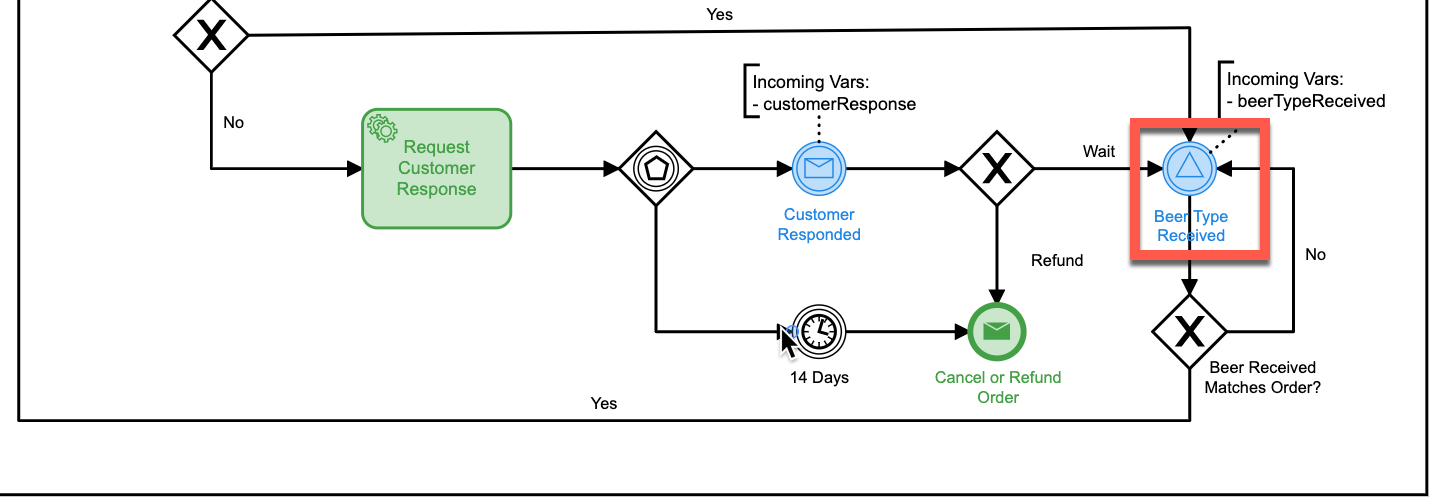 Yes
Incoming Vars:
- customerResponse
Incoming Vars:
- beerTypeReceived
No
Request
Customer
Response
Wait
Customer
Responded
Beer Type
Received
Refund
No
14 Days
Cancel or Refund
Order
Beer Received
Matches Order?
Yes